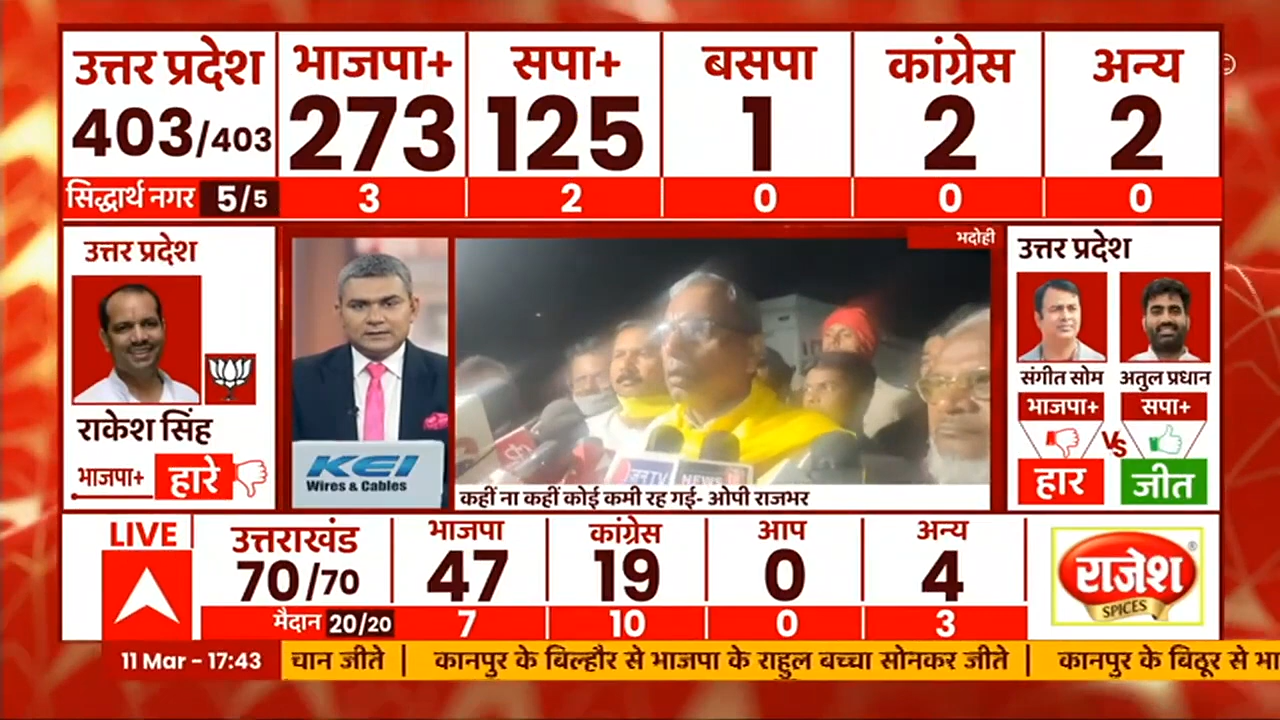 उत्तर प्रदेश भाजपा+ सपा+ बसपा कांग्रेस अन्य
403/403 273 125 1 2 2
सिद्धार्थ नगर 5/5 3 2 0 0 0
उत्तर प्रदेश
राकेश सिंह
भाजपा+ हारे
KEI
Wires & Cables
भदोही
NEWS
कहीं ना कहीं कोई कमी रह गई- ओपी राजभर
उत्तर प्रदेश
संगीत सोम अतुल प्रधान
भाजपा+ सपा+
VS
हार जीत
LIVE
उत्तराखंड भाजपा कांग्रेस आप अन्य
70/70 47 19 0 4
मैदान 20/20 7 10 0 3
राजेश®
SPICES
11 Mar - 17:43 चान जीते | कानपुर के बिल्हौर से भाजपा के राहुल बच्चा सोनकर जीते | कानपुर के बिठूर से भा